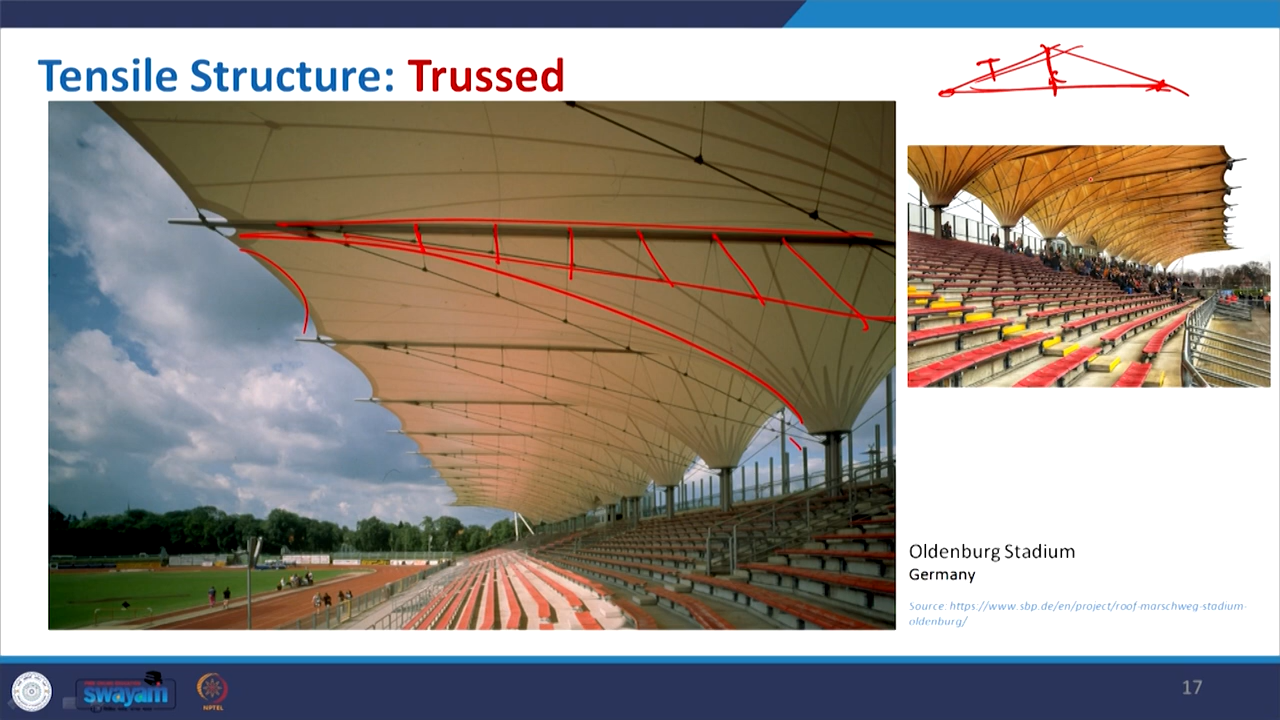 Tensile Structure: Trussed
T
Oldenburg Stadium
Germany
Source: https://www.sbp.de/en/project/roof-marschweg-stadium-
oldenburg/
swayam
NPTEL
17